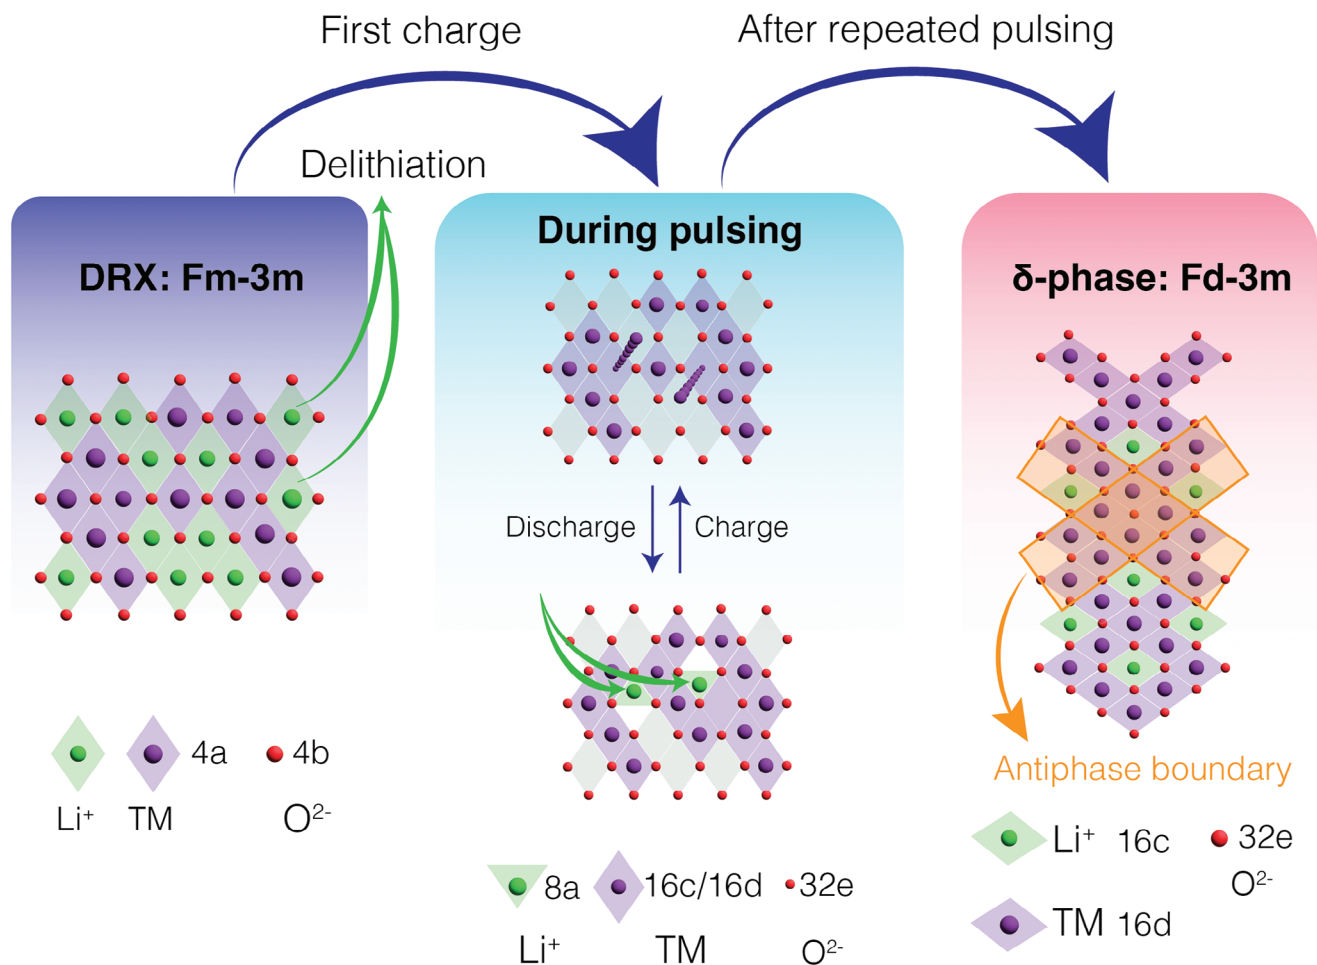 First charge
After repeated pulsing
Delithiation
DRX: Fm-3m
During pulsing
δ-phase: Fd-3m
Discharge
Charge
4a
4b
Li⁺
TM
O²⁻
8a
16c/16d
32e
Li⁺
TM
O²⁻
Antiphase boundary
Li⁺ 16c
32e
O²⁻
TM 16d